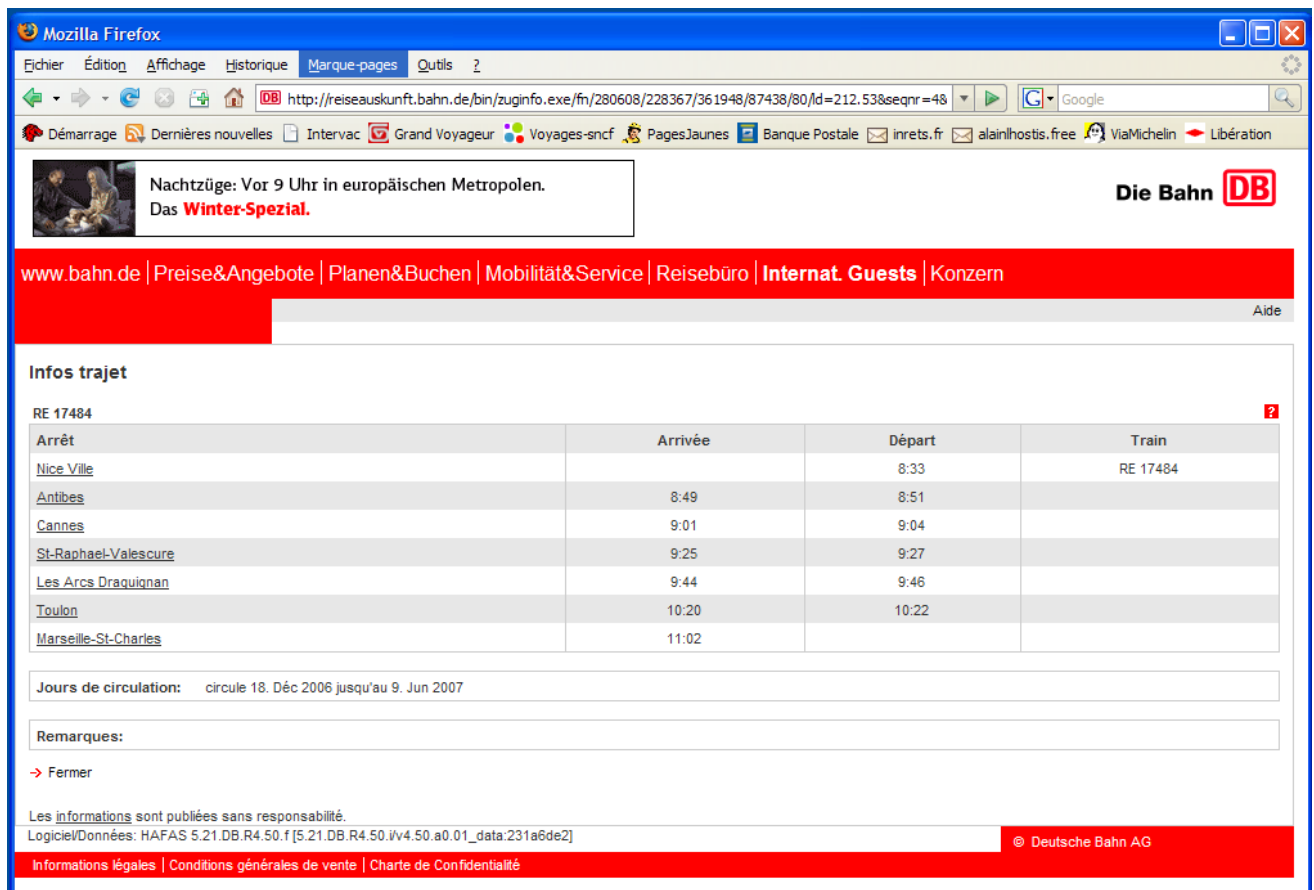 Mozilla Firefox
Fichier Édition Affichage Historique Marque-pages Outils ?
DB http://reiseauskunft.bahn.de/bin/zuginfo.exe/fn/280608/228367/361948/87438/80/ld=212.53&seqnr=4& G Google
Démarrage Dernières nouvelles Intervac Grand Voyageur Voyages-sncf PagesJaunes Banque Postale inrets.fr alainlhostis.free ViaMichelin Libération
Nachtzüge: Vor 9 Uhr in europäischen Metropolen.
Das Winter-Spezial.
Die Bahn DB
www.bahn.de | Preise&Angebote | Planen&Buchen | Mobilität&Service | Reisebüro | Internat. Guests | Konzern
Aide
Infos trajet
RE 17484 ?
Arrêt Arrivée Départ Train
Nice Ville 8:33 RE 17484
Antibes 8:49 8:51
Cannes 9:01 9:04
St-Raphael-Valescure 9:25 9:27
Les Arcs Draguignan 9:44 9:46
Toulon 10:20 10:22
Marseille-St-Charles 11:02
Jours de circulation: circule 18. Déc 2006 jusqu'au 9. Jun 2007
Remarques:
→ Fermer
Les informations sont publiées sans responsabilité.
Logiciel/Données: HAFAS 5.21.DB.R4.50.f [5.21.DB.R4.50.i/v4.50.a0.01_data:231a6de2]
© Deutsche Bahn AG
Informations légales | Conditions générales de vente | Charte de Confidentialité